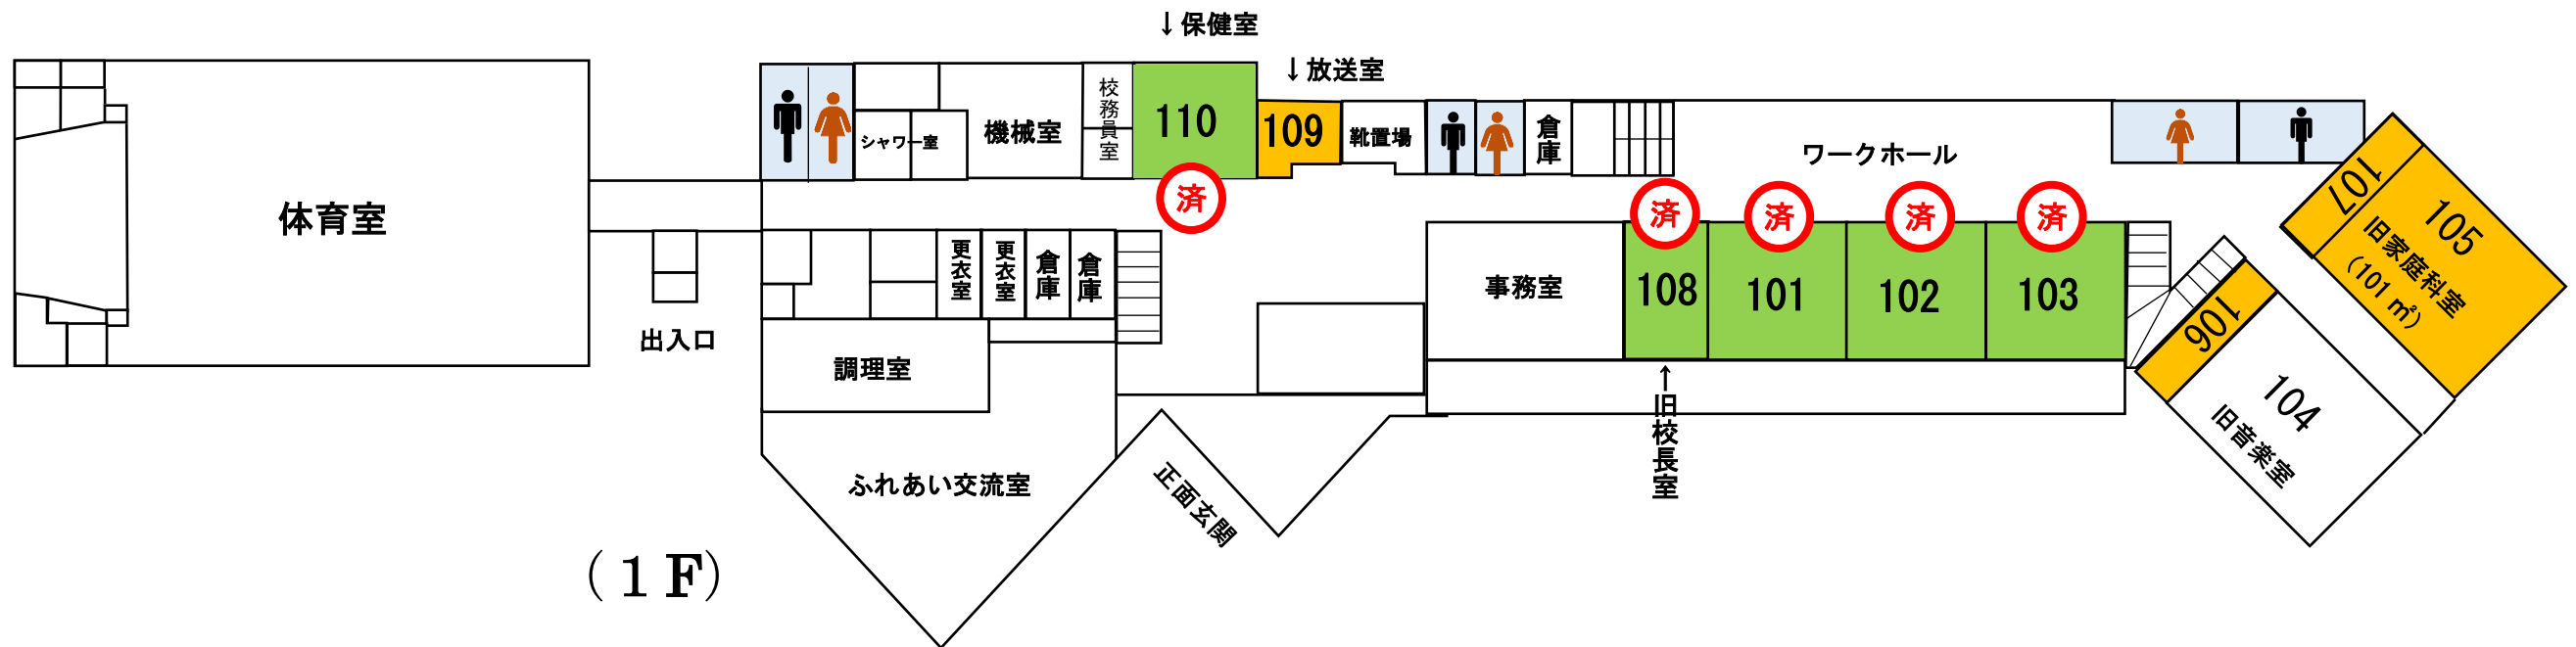 ↓保健室
↓放送室
シャワー室
機械室
校務員室
110
109
靴置場
倉庫
ワークホール
107
105
旧家庭科室
(101㎡)
済
済
済
済
済
体育室
更衣室
更衣室
倉庫
倉庫
事務室
108
101
102
103
106
104
旧音楽室
出入口
調理室
↑旧校長室
ふれあい交流室
正面玄関
(1F)